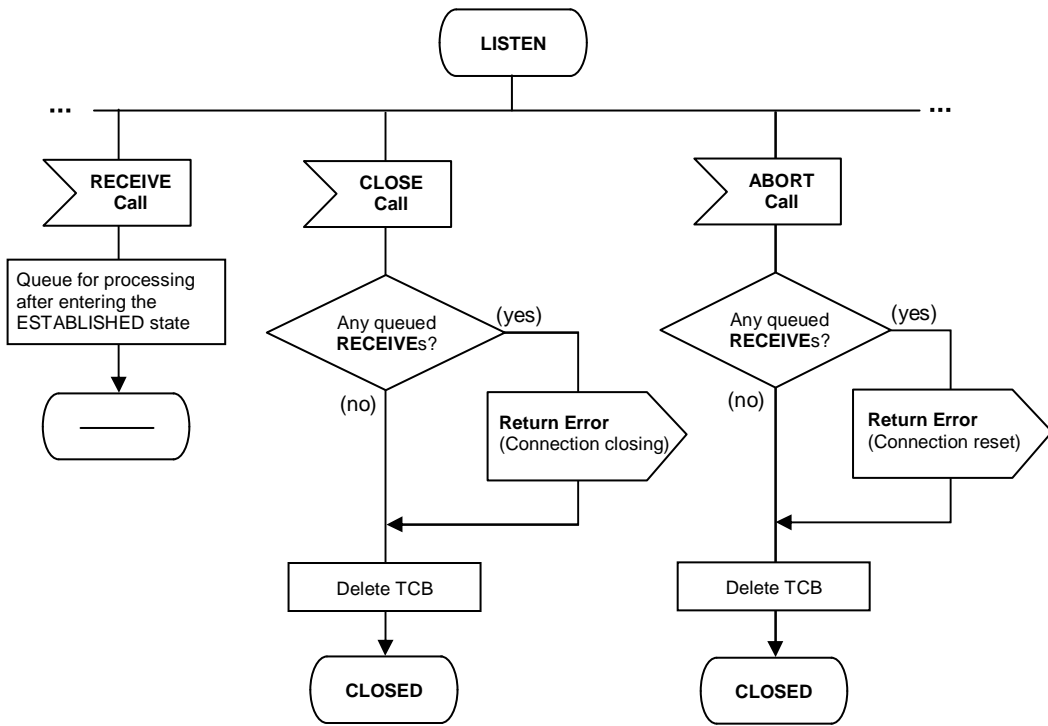 LISTEN
...
...
RECEIVE
Call
CLOSE
Call
ABORT
Call
Queue for processing
after entering the
ESTABLISHED state
Any queued
RECEIVEs?
(yes)
(no)
Return Error
(Connection closing)
Any queued
RECEIVEs?
(yes)
(no)
Return Error
(Connection reset)
Delete TCB
Delete TCB
CLOSED
CLOSED